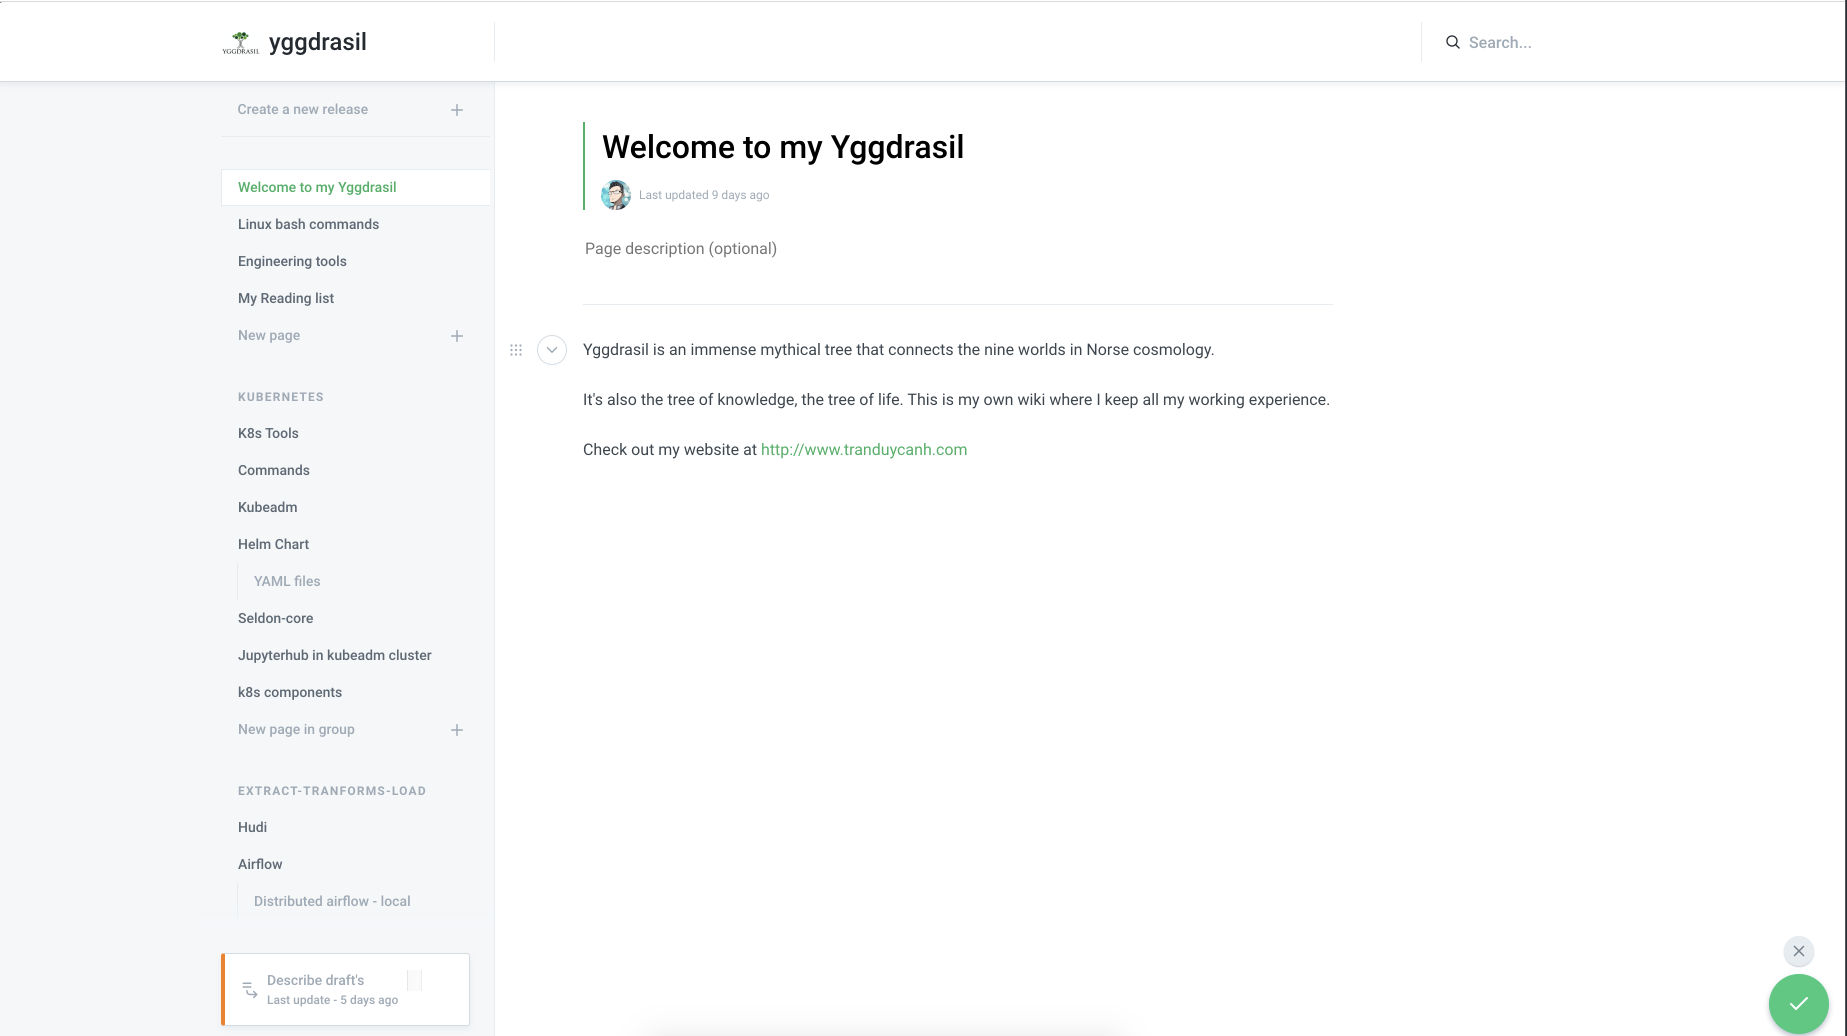 YGGDRASIL
yggdrasil
Search...
Create a new release
Welcome to my Yggdrasil
Linux bash commands
Engineering tools
My Reading list
New page
KUBERNETES
K8s Tools
Commands
Kubeadm
Helm Chart
YAML files
Seldon-core
Jupyterhub in kubeadm cluster
k8s components
New page in group
EXTRACT-TRANFORMS-LOAD
Hudi
Airflow
Distributed airflow - local
Describe draft's
Last update - 5 days ago
Welcome to my Yggdrasil
Last updated 9 days ago
Page description (optional)
Yggdrasil is an immense mythical tree that connects the nine worlds in Norse cosmology.
It's also the tree of knowledge, the tree of life. This is my own wiki where I keep all my working experience.
Check out my website at http://www.tranduycanh.com